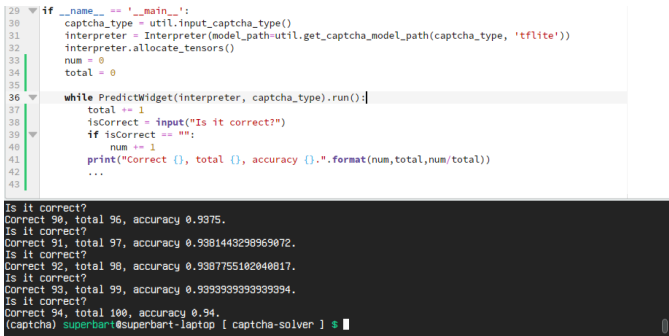 29 if __name__ == '__main__':
30     captcha_type = util.input_captcha_type()
31     interpreter = Interpreter(model_path=util.get_captcha_model_path(captcha_type, 'tflite'))
32     interpreter.allocate_tensors()
33     num = 0
34     total = 0
35
36     while PredictWidget(interpreter, captcha_type).run():
37         total += 1
38         isCorrect = input("Is it correct?")
39         if isCorrect == "":
40             num += 1
41         print("Correct {}, total {}, accuracy {}.".format(num,total,num/total))
42         ...
43
Is it correct?
Correct 90, total 96, accuracy 0.9375.
Is it correct?
Correct 91, total 97, accuracy 0.9381443298969072.
Is it correct?
Correct 92, total 98, accuracy 0.9387755102040817.
Is it correct?
Correct 93, total 99, accuracy 0.9393939393939394.
Is it correct?
Correct 94, total 100, accuracy 0.94.
(captcha) superbart@superbart-laptop [ captcha-solver ] $